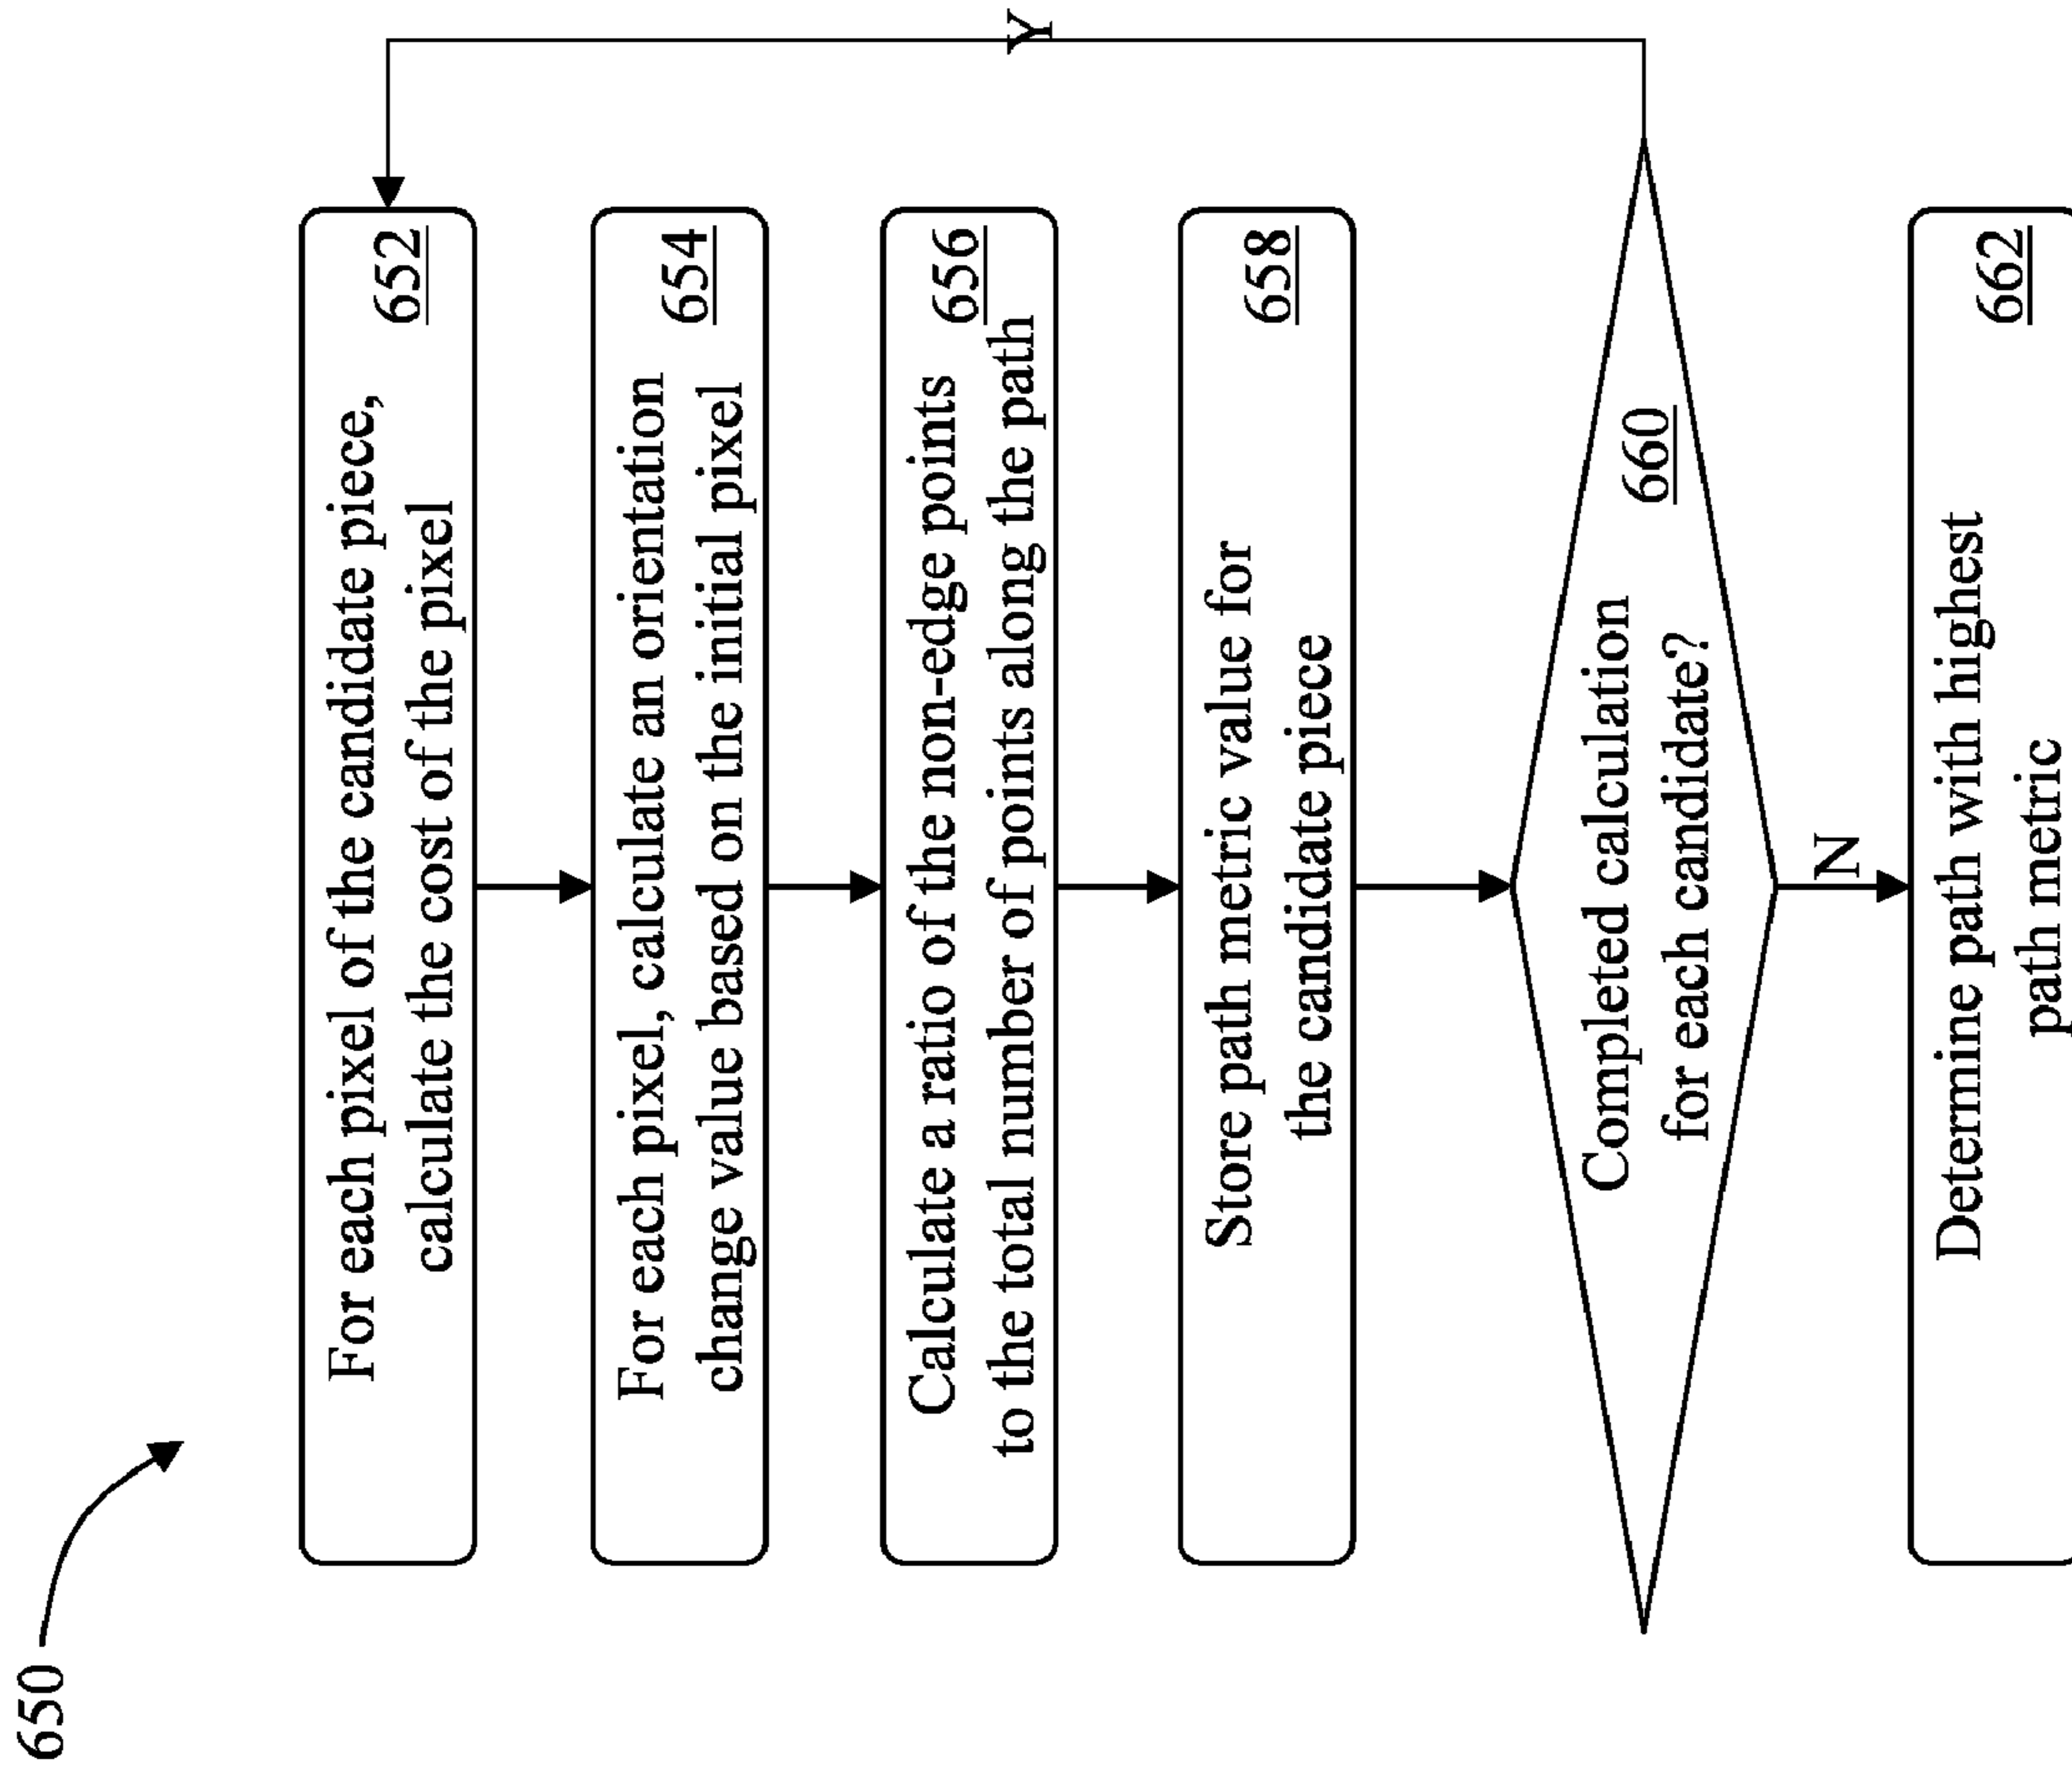 650
For each pixel of the candidate piece,
calculate the cost of the pixel
652
For each pixel, calculate an orientation
change value based on the initial pixel
654
Calculate a ratio of the non-edge points
to the total number of points along the path
656
Store path metric value for
the candidate piece
658
Completed calculation
for each candidate?
660
Y
N
Determine path with highest
path metric
662